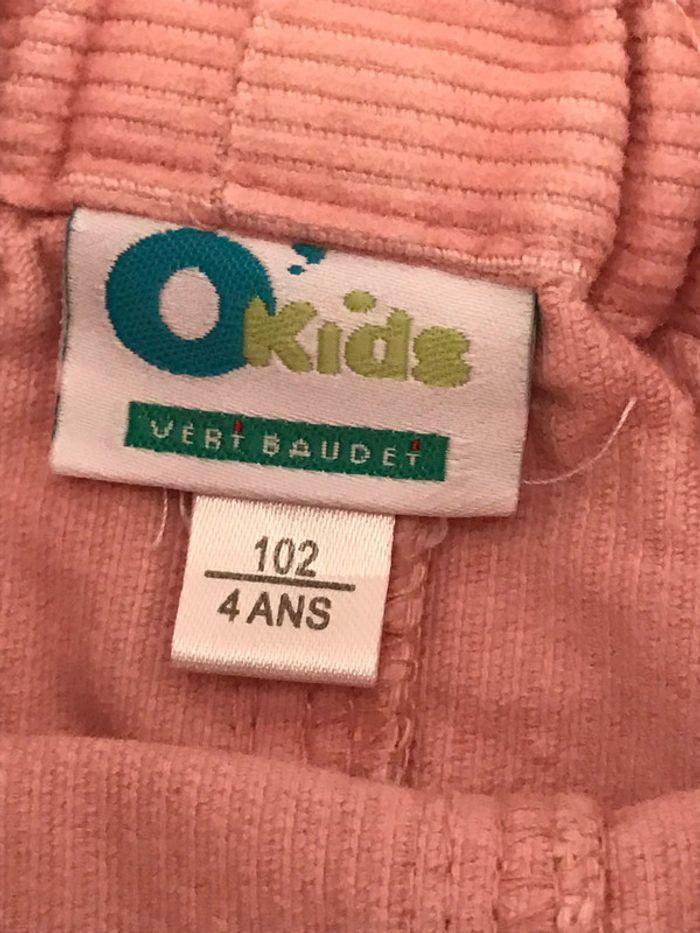 OKids
VERT BAUDET
102
4 ANS